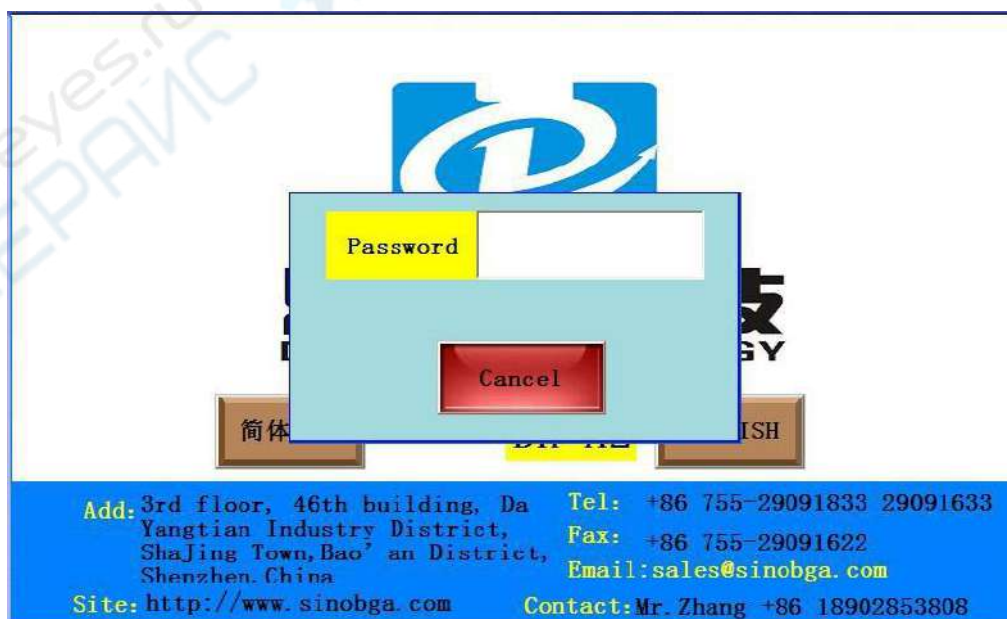 Password
Cancel
简体
ISH
GY
Add: 3rd floor, 46th building, Da
Yangtian Industry District,
ShaJing Town,Bao'an District,
Shenzhen.China
Site: http://www.sinobga.com
Tel: +86 755-29091833 29091633
Fax: +86 755-29091622
Email:sales@sinobga.com
Contact:Mr.Zhang +86 18902853808